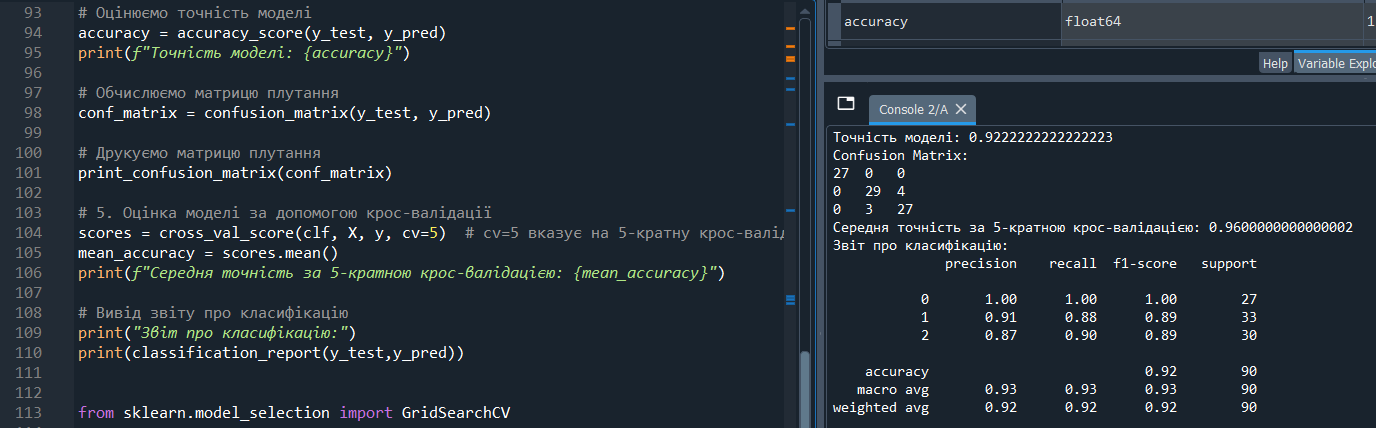 93 # Оцінюємо точність моделі
94 accuracy = accuracy_score(y_test, y_pred)
95 print(f"Точність моделі: {accuracy}")
96
97 # Обчислюємо матрицю плутання
98 conf_matrix = confusion_matrix(y_test, y_pred)
99
100 # Друкуємо матрицю плутання
101 print_confusion_matrix(conf_matrix)
102
103 # 5. Оцінка моделі за допомогою крос-валідації
104 scores = cross_val_score(clf, X, y, cv=5)  # cv=5 вказує на 5-кратну крос-валід
105 mean_accuracy = scores.mean()
106 print(f"Середня точність за 5-кратною крос-валідацією: {mean_accuracy}")
107
108 # Вивід звіту про класифікацію
109 print("Звіт про класифікацію:")
110 print(classification_report(y_test,y_pred))
111
112
113 from sklearn.model_selection import GridSearchCV
accuracy float64 1
Help Variable Explo
Console 2/A
Точність моделі: 0.9222222222222223
Confusion Matrix:
27 0 0
0 29 4
0 3 27
Середня точність за 5-кратною крос-валідацією: 0.9600000000000002
Звіт про класифікацію:
precision recall f1-score support
0 1.00 1.00 1.00 27
1 0.91 0.88 0.89 33
2 0.87 0.90 0.89 30
accuracy 0.92 90
macro avg 0.93 0.93 0.93 90
weighted avg 0.92 0.92 0.92 90